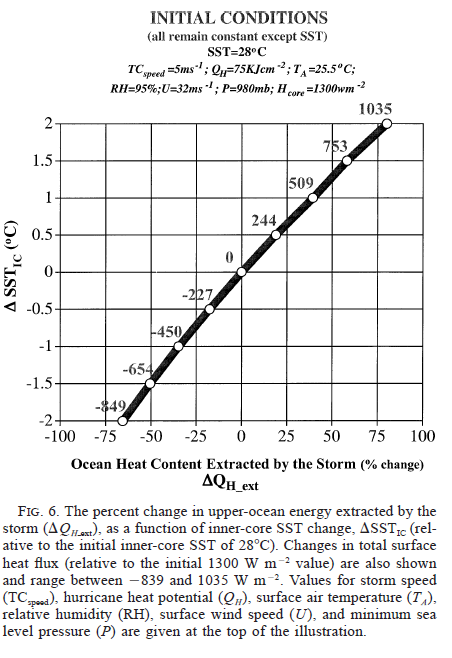 INITIAL CONDITIONS
(all remain constant except SST)
SST=28ºC
TCspeed =5ms-1; QH=75KJcm-2; TA=25.5ºC;
RH=95%;U=32ms-1; P=980mb; Hcore=1300wm-2
1035
2
753
1.5
509
1
244
0.5
0
0
-227
-0.5
-450
-1
-654
-1.5
-849
-2
Δ SSTIC (ºC)
-100 -75 -50 -25 0 25 50 75 100
Ocean Heat Content Extracted by the Storm (% change)
ΔQH_ext
FIG. 6. The percent change in upper-ocean energy extracted by the
storm (ΔQH_ext), as a function of inner-core SST change, ΔSSTIC (rel-
ative to the initial inner-core SST of 28°C). Changes in total surface
heat flux (relative to the initial 1300 W m−2 value) are also shown
and range between −839 and 1035 W m−2. Values for storm speed
(TCspeed), hurricane heat potential (QH), surface air temperature (TA),
relative humidity (RH), surface wind speed (U), and minimum sea
level pressure (P) are given at the top of the illustration.